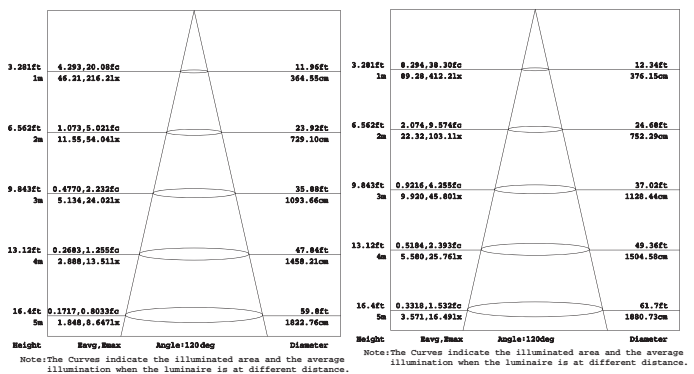 3.281ft 4.293,20.08fc 11.96ft
1m 46.21,216.21lx 364.55cm
6.562ft 1.073,5.021fc 23.92ft
2m 11.55,54.04lx 729.10cm
9.843ft 0.4770,2.232fc 35.88ft
3m 5.134,24.02lx 1093.66cm
13.12ft 0.2683,1.255fc 47.84ft
4m 2.888,13.51lx 1458.21cm
16.4ft 0.1717,0.8033fc 59.8ft
5m 1.848,8.647lx 1822.76cm
Height Eavg,Emax Angle:120deg Diameter
Note:The Curves indicate the illuminated area and the average
illumination when the luminaire is at different distance.
3.281ft 8.294,38.30fc 12.34ft
1m 89.28,412.2lx 376.15cm
6.562ft 2.074,9.574fc 24.68ft
2m 22.32,103.1lx 752.29cm
9.843ft 0.9216,4.255fc 37.02ft
3m 9.920,45.80lx 1128.44cm
13.12ft 0.5184,2.393fc 49.36ft
4m 5.580,25.76lx 1504.58cm
16.4ft 0.3318,1.532fc 61.7ft
5m 3.571,16.49lx 1880.73cm
Height Eavg,Emax Angle:120deg Diameter
Note:The Curves indicate the illuminated area and the average
illumination when the luminaire is at different distance.